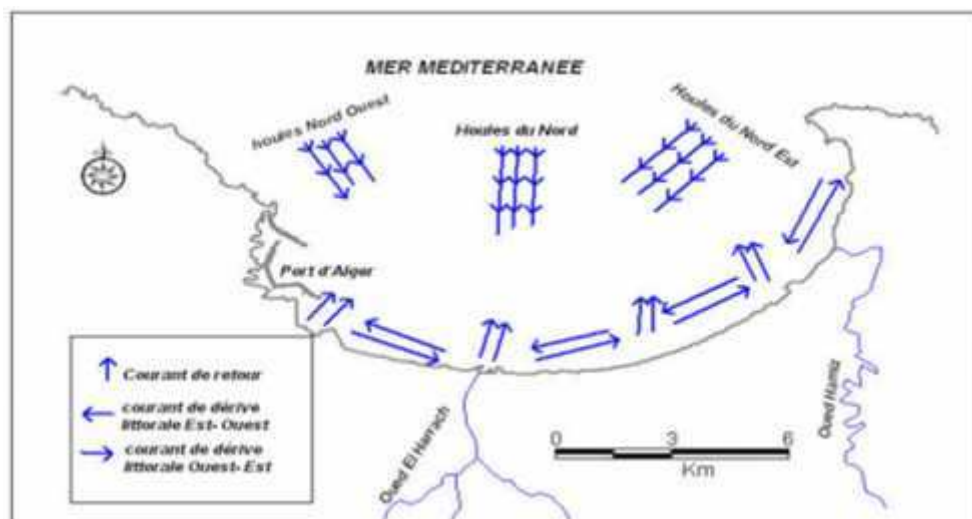 MER MEDITERRANEE
houles Nord Ouest
Houles du Nord
Houles du Nord Est
Port d'Alger
Courant de retour
courant de dérive
littorale Est- Ouest
courant de dérive
littorale Ouest- Est
Oued El Harrach
Oued Hamiz
0 3 6
Km